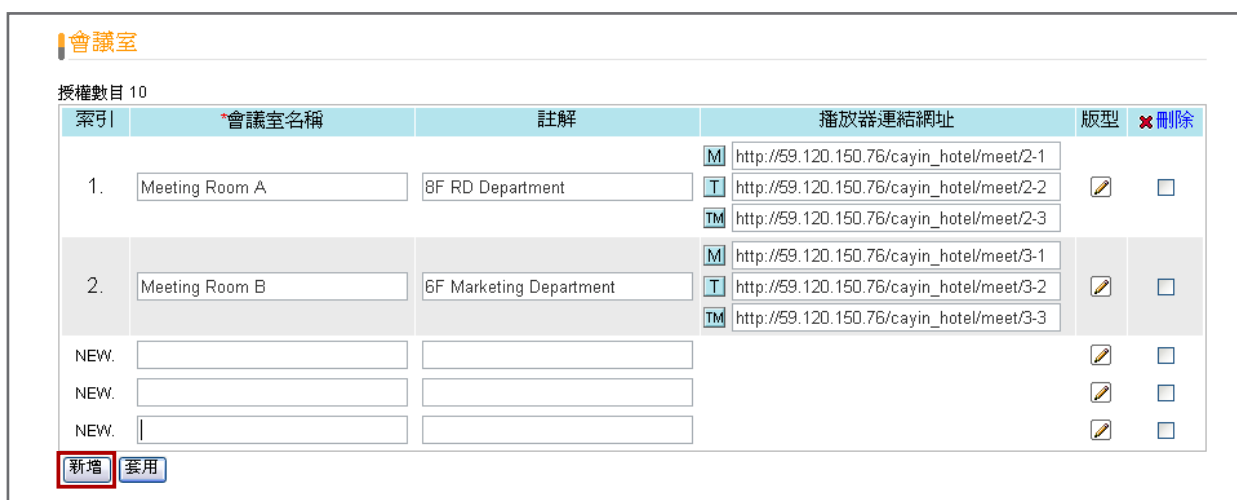 會議室
授權數目 10
索引 *會議室名稱 註解 播放器連結網址 版型 刪除
M http://59.120.150.76/cayin_hotel/meet/2-1
1. Meeting Room A 8F RD Department T http://59.120.150.76/cayin_hotel/meet/2-2
TM http://59.120.150.76/cayin_hotel/meet/2-3
M http://59.120.150.76/cayin_hotel/meet/3-1
2. Meeting Room B 6F Marketing Department T http://59.120.150.76/cayin_hotel/meet/3-2
TM http://59.120.150.76/cayin_hotel/meet/3-3
NEW.
NEW.
NEW.
新增 套用